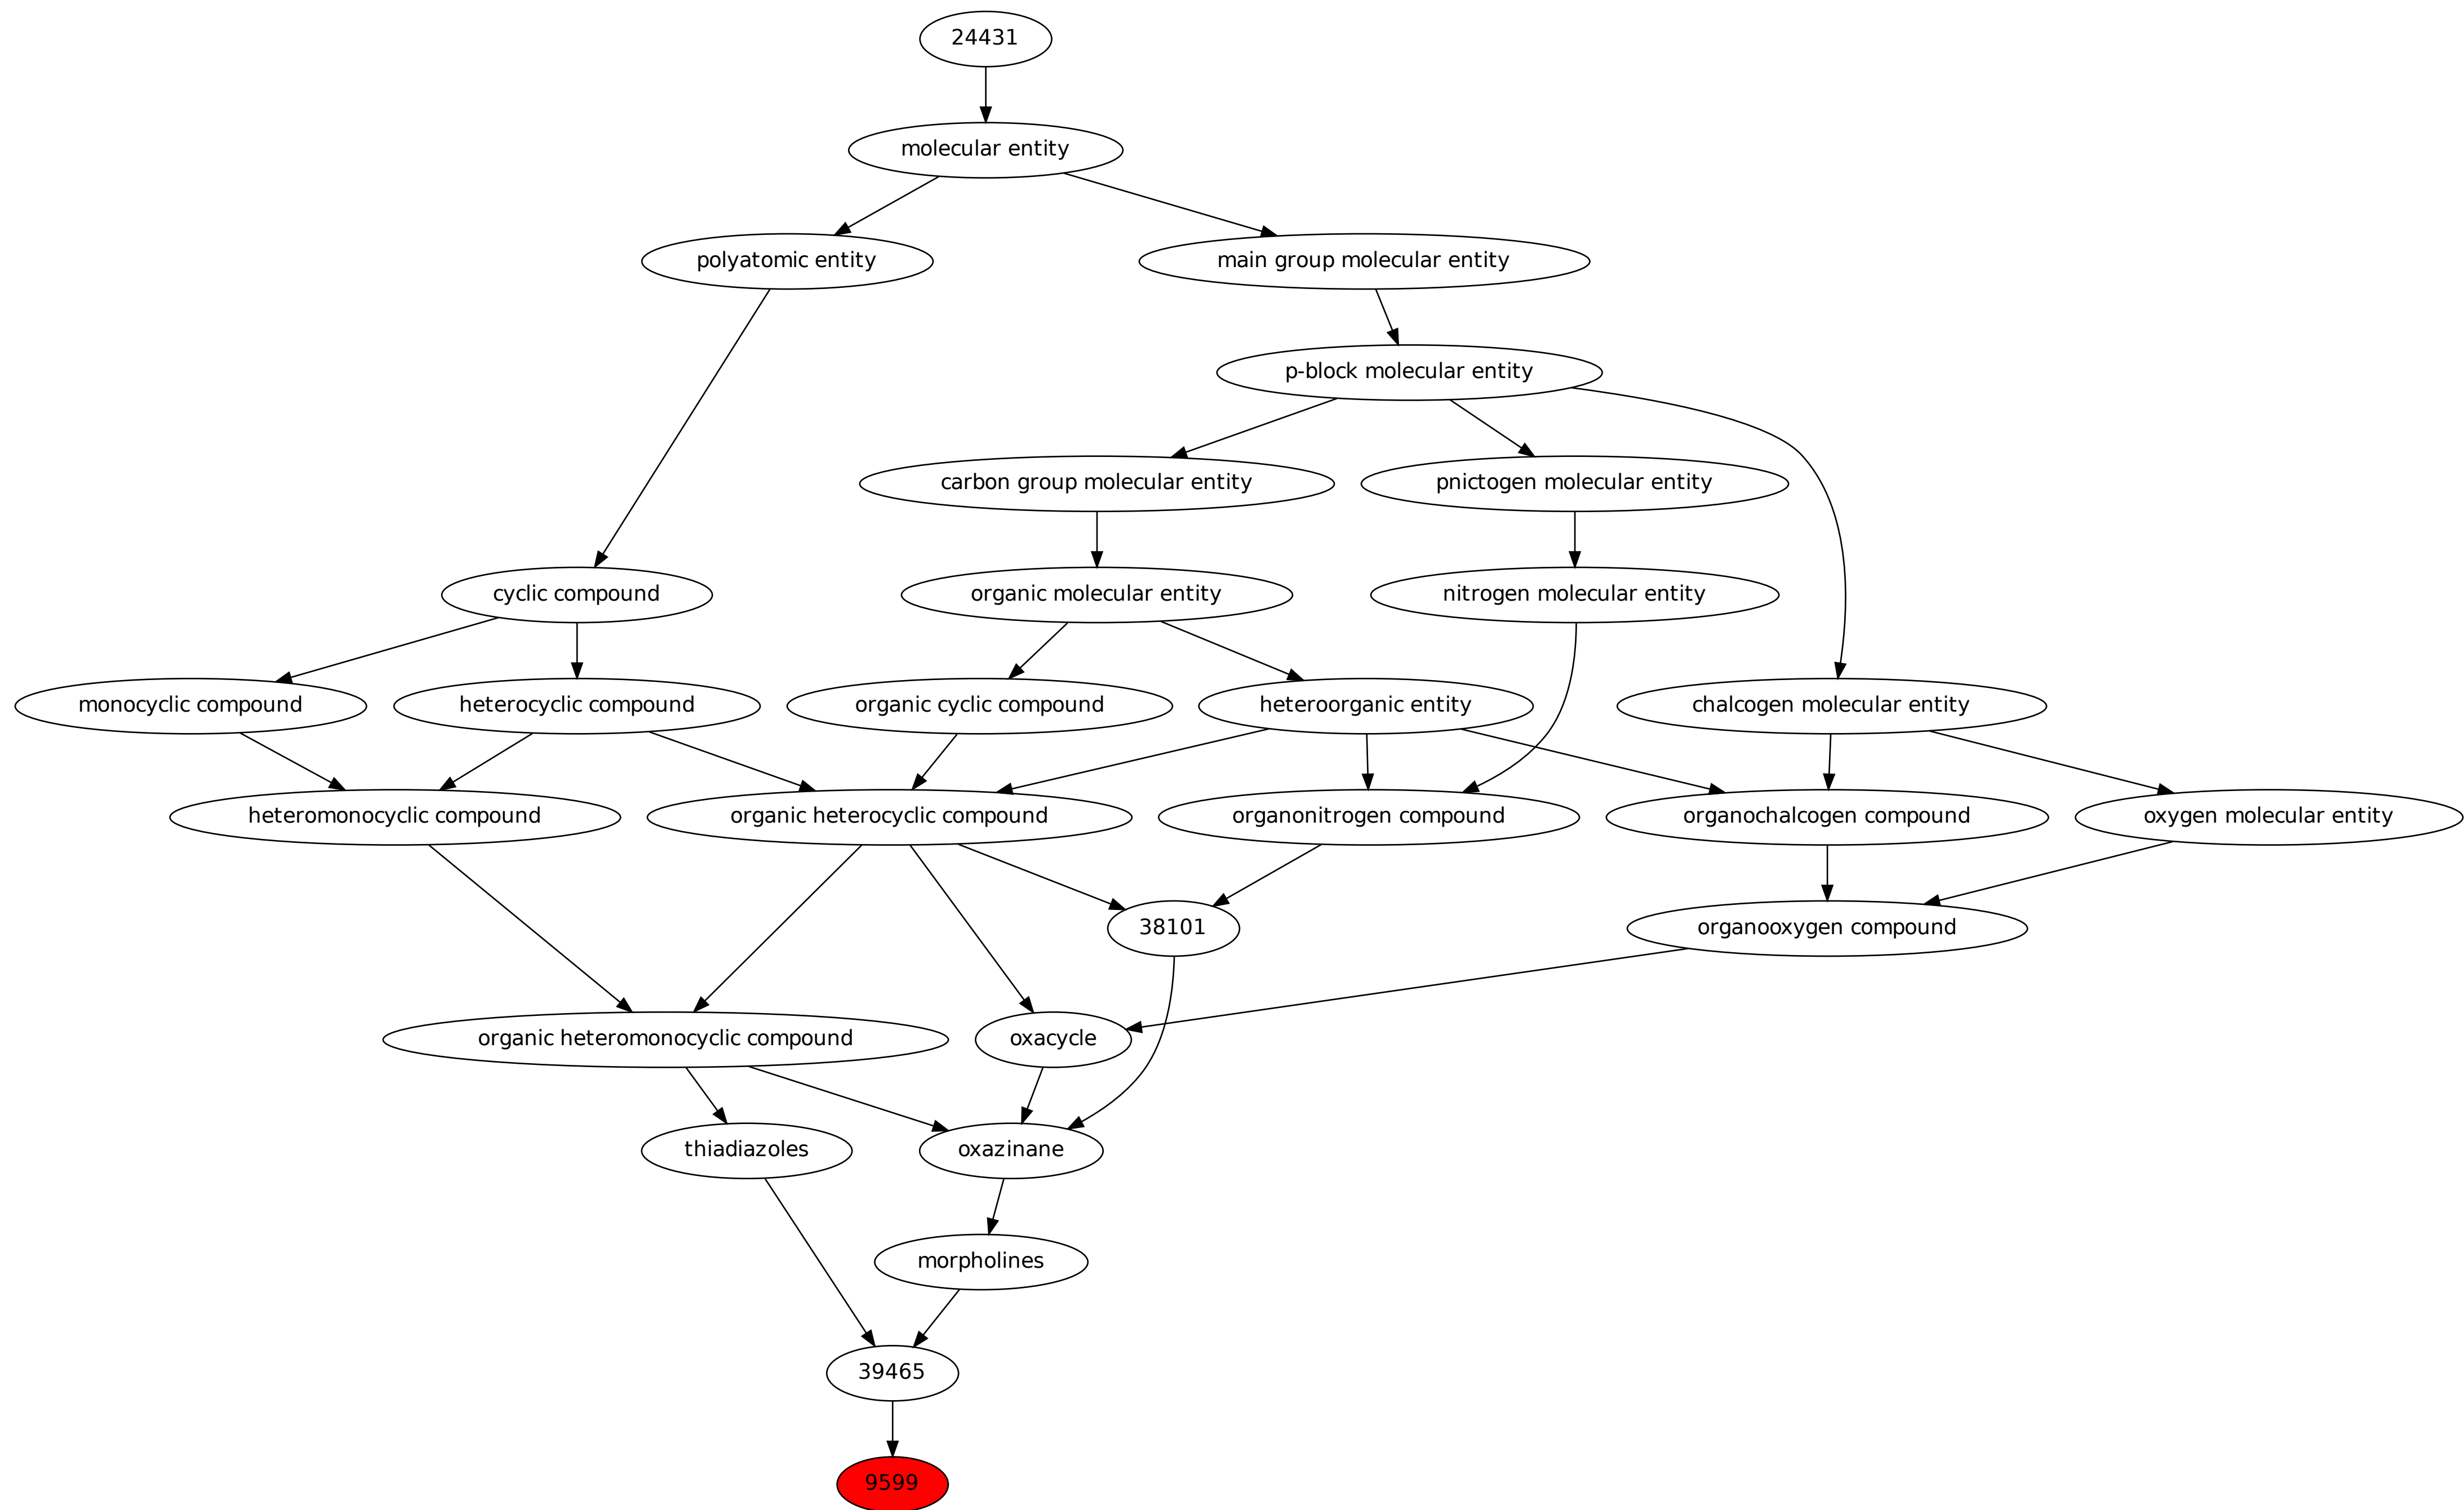 24431
molecular entity
polyatomic entity
main group molecular entity
p-block molecular entity
carbon group molecular entity
pnictogen molecular entity
cyclic compound
organic molecular entity
nitrogen molecular entity
monocyclic compound
heterocyclic compound
organic cyclic compound
heteroorganic entity
chalcogen molecular entity
heteromonocyclic compound
organic heterocyclic compound
organonitrogen compound
organochalcogen compound
oxygen molecular entity
38101
organooxygen compound
organic heteromonocyclic compound
oxacycle
thiadiazoles
oxazinane
morpholines
39465
9599